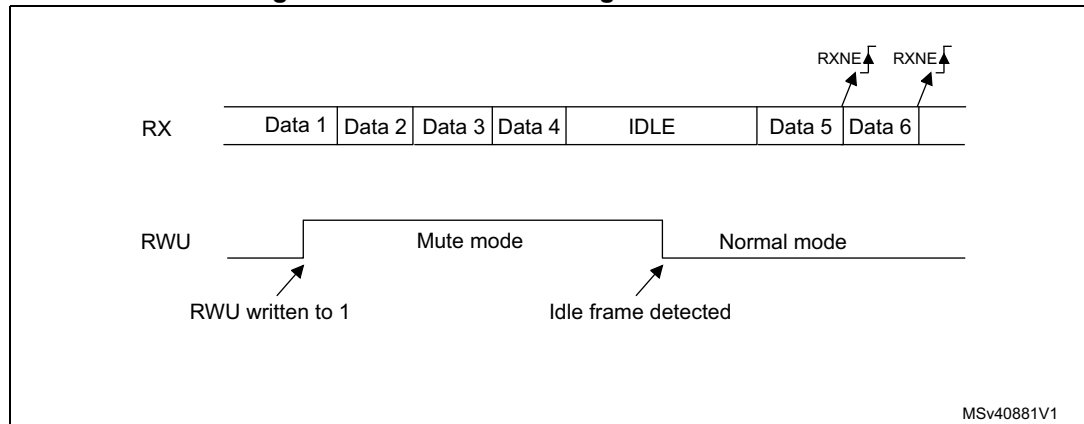 RXNE RXNE
RX Data 1 Data 2 Data 3 Data 4 IDLE Data 5 Data 6
RWU Mute mode Normal mode
RWU written to 1 Idle frame detected
MSv40881V1